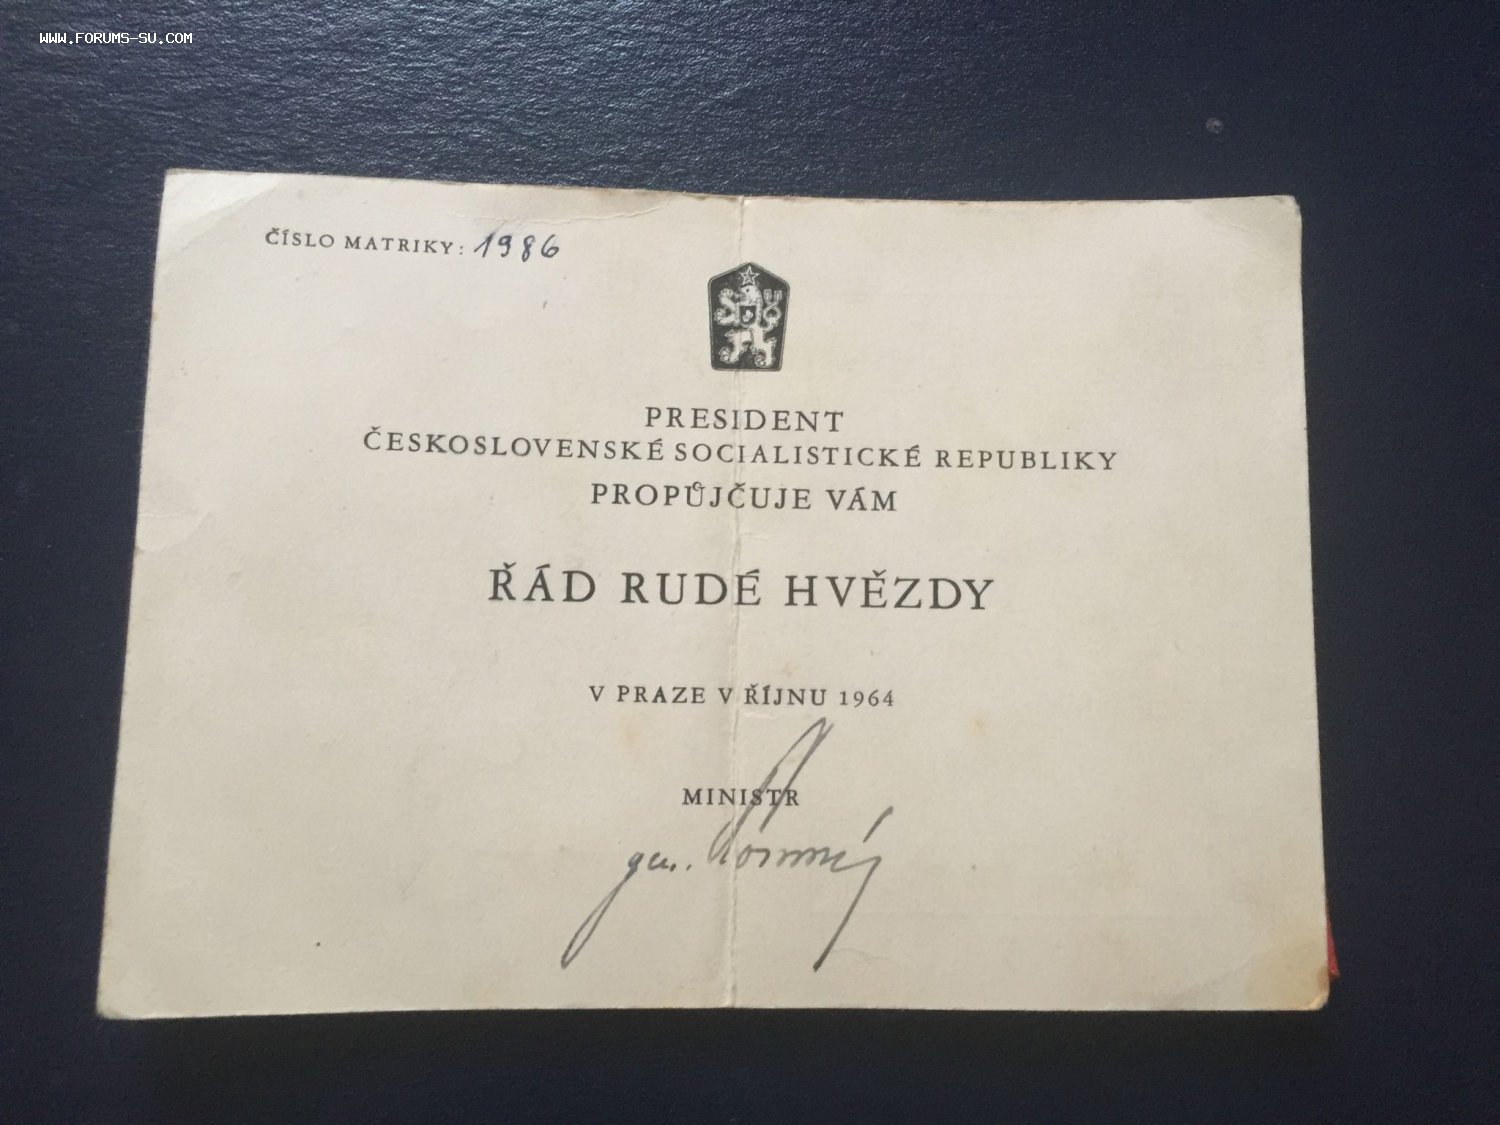 WWW.FORUMS-SU.COM
ČÍSLO MATRIKY: 1986
PRESIDENT
ČESKOSLOVENSKÉ SOCIALISTICKÉ REPUBLIKY
PROPŮJČUJE VÁM
ŘÁD RUDÉ HVĚZDY
V PRAZE V ŘÍJNU 1964
MINISTR
gen.